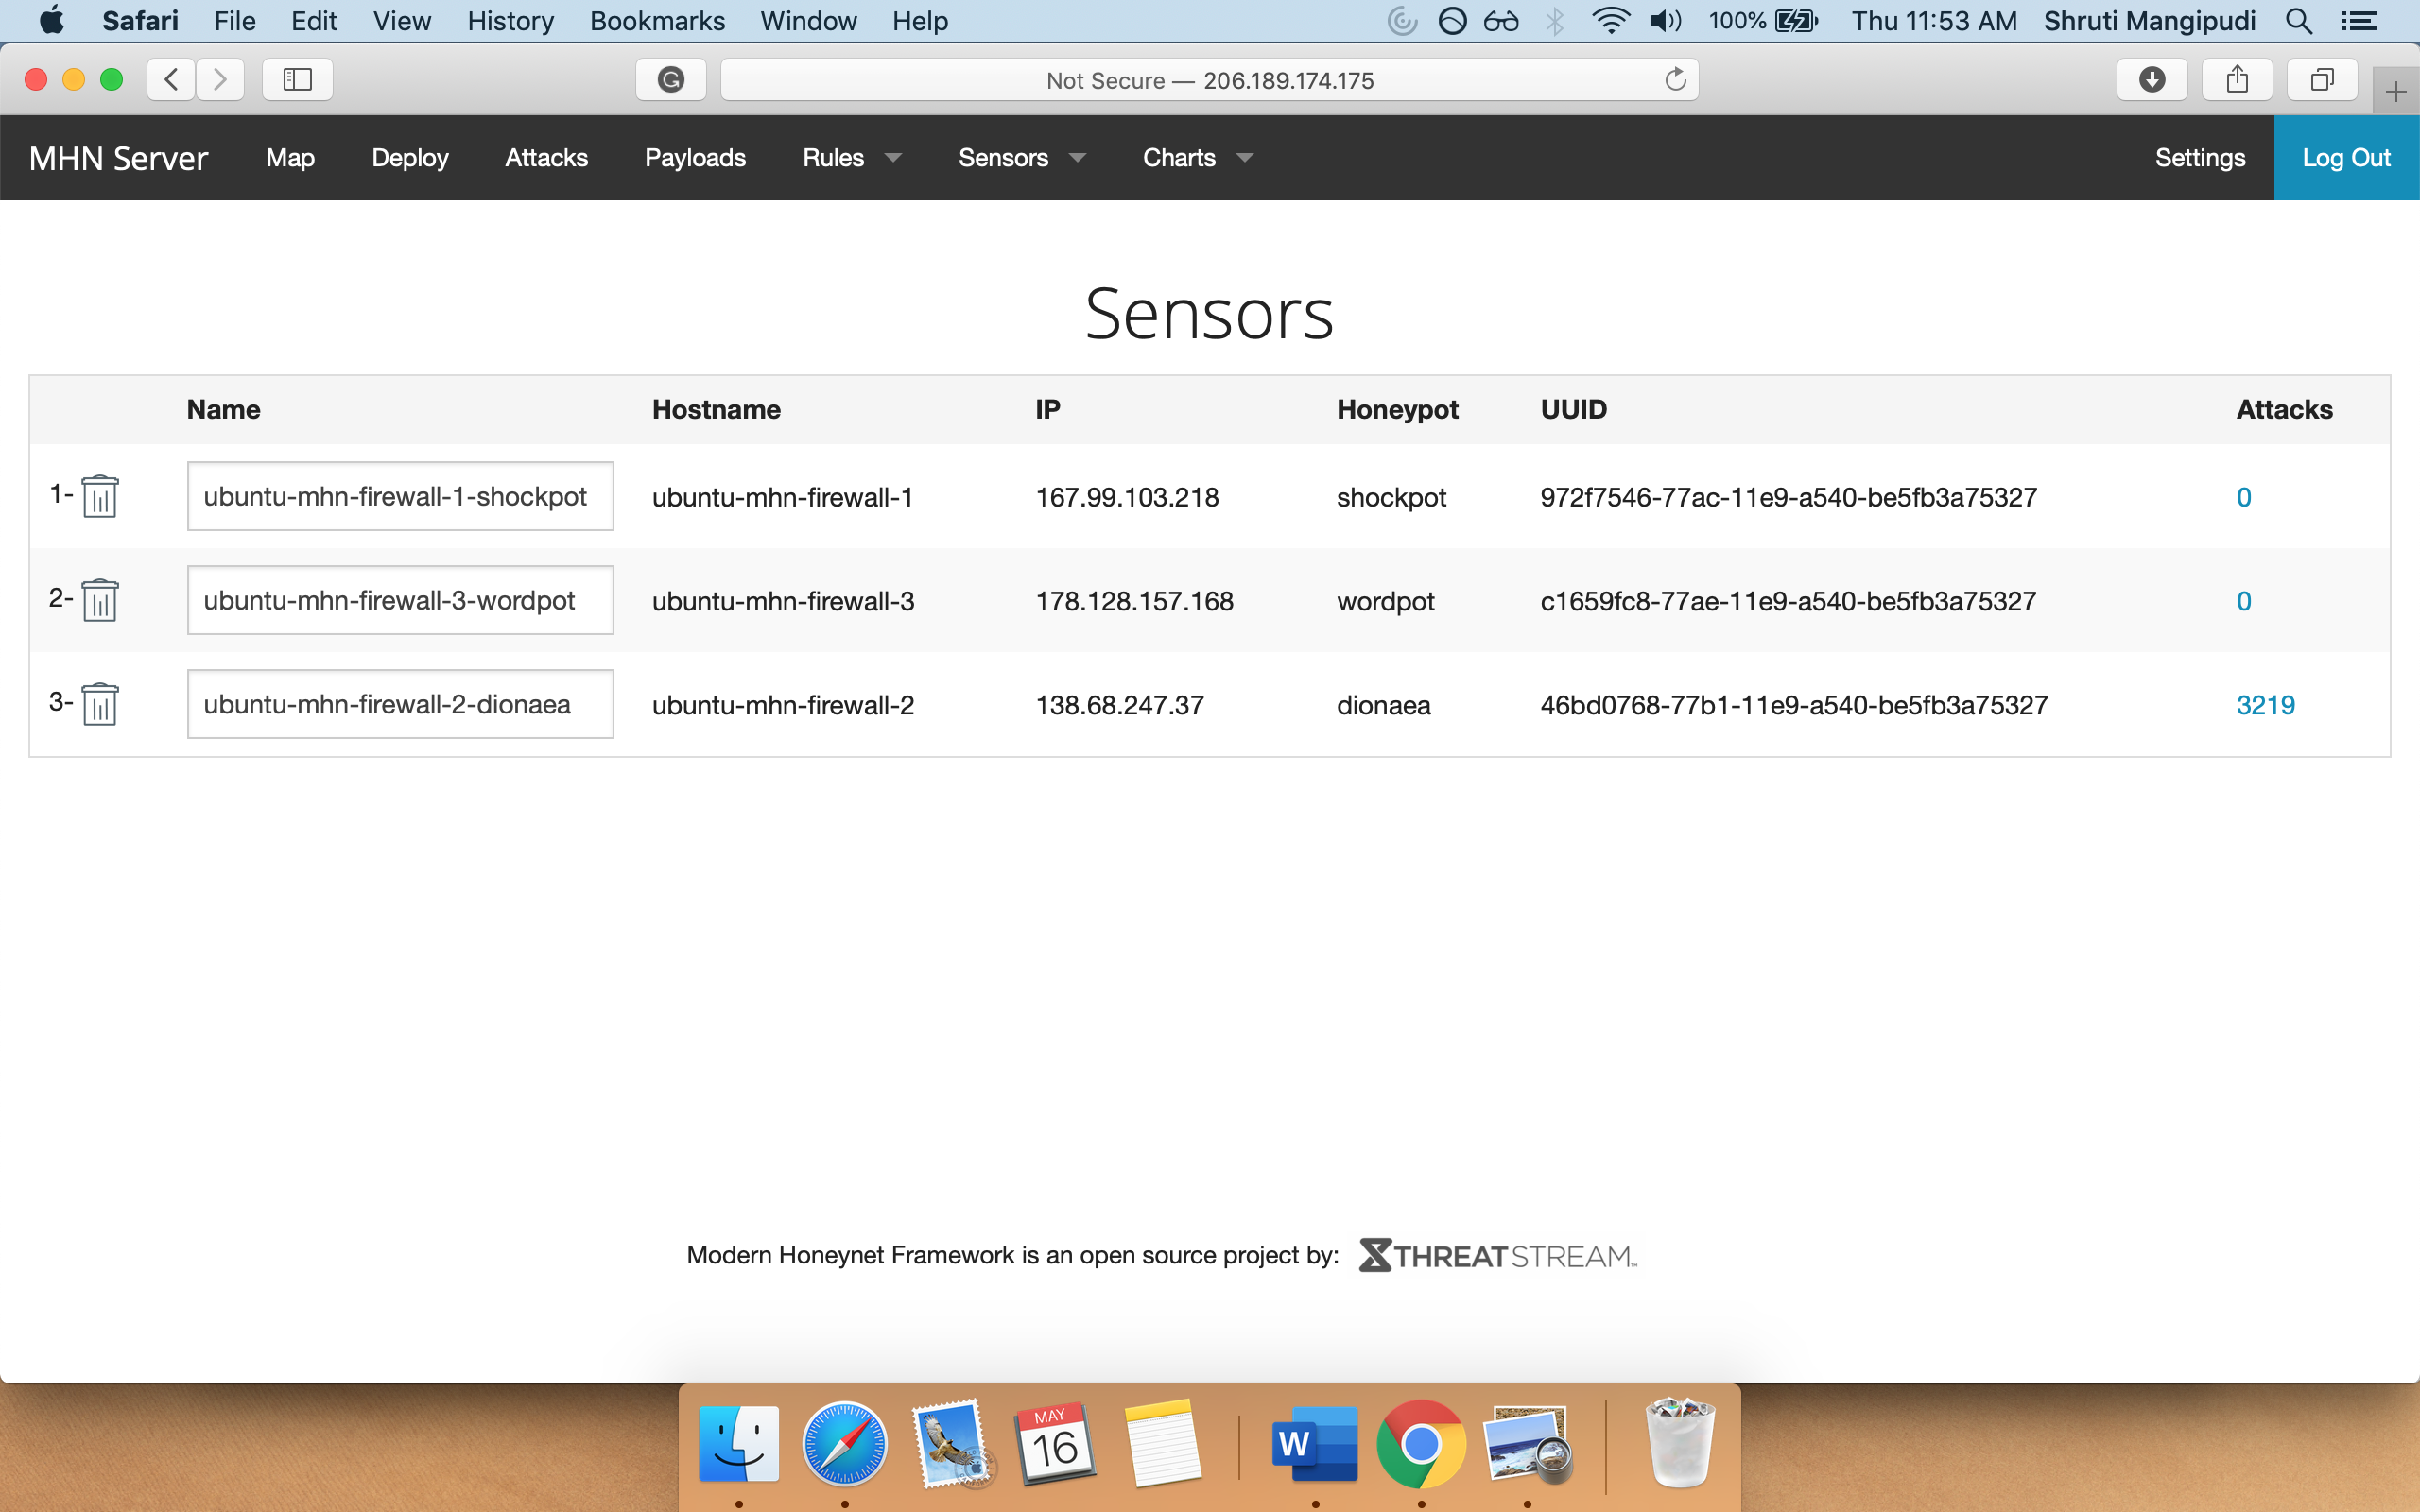 Safari File Edit View History Bookmarks Window Help 100% Thu 11:53 AM Shruti Mangipudi
Not Secure — 206.189.174.175
MHN Server Map Deploy Attacks Payloads Rules Sensors Charts Settings Log Out
Sensors
Name Hostname IP Honeypot UUID Attacks
1- ubuntu-mhn-firewall-1-shockpot ubuntu-mhn-firewall-1 167.99.103.218 shockpot 972f7546-77ac-11e9-a540-be5fb3a75327 0
2- ubuntu-mhn-firewall-3-wordpot ubuntu-mhn-firewall-3 178.128.157.168 wordpot c1659fc8-77ae-11e9-a540-be5fb3a75327 0
3- ubuntu-mhn-firewall-2-dionaea ubuntu-mhn-firewall-2 138.68.247.37 dionaea 46bd0768-77b1-11e9-a540-be5fb3a75327 3219
Modern Honeynet Framework is an open source project by: THREATSTREAM™
MAY
16
W